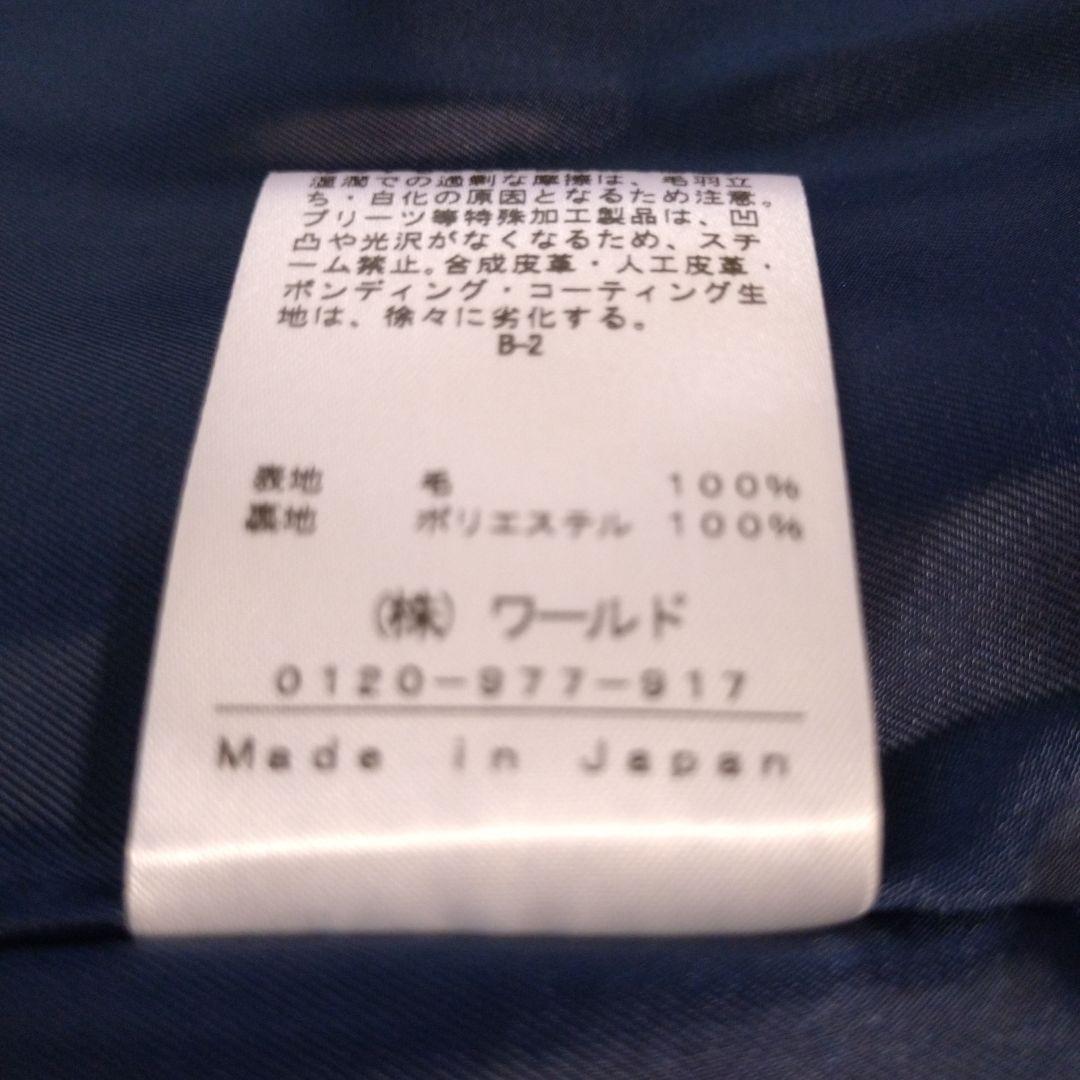 湿潤での過剰な摩擦は、毛羽立
ち・白化の原因となるため注意。
プリーツ等特殊加工製品は、凹
凸や光沢がなくなるため、スチ
ーム禁止。合成皮革・人工皮革・
ボンディング・コーティング生
地は、徐々に劣化する。
B-2
表地 毛 100%
裏地 ポリエステル 100%
(株) ワールド
0120-977-917
Made in Japan